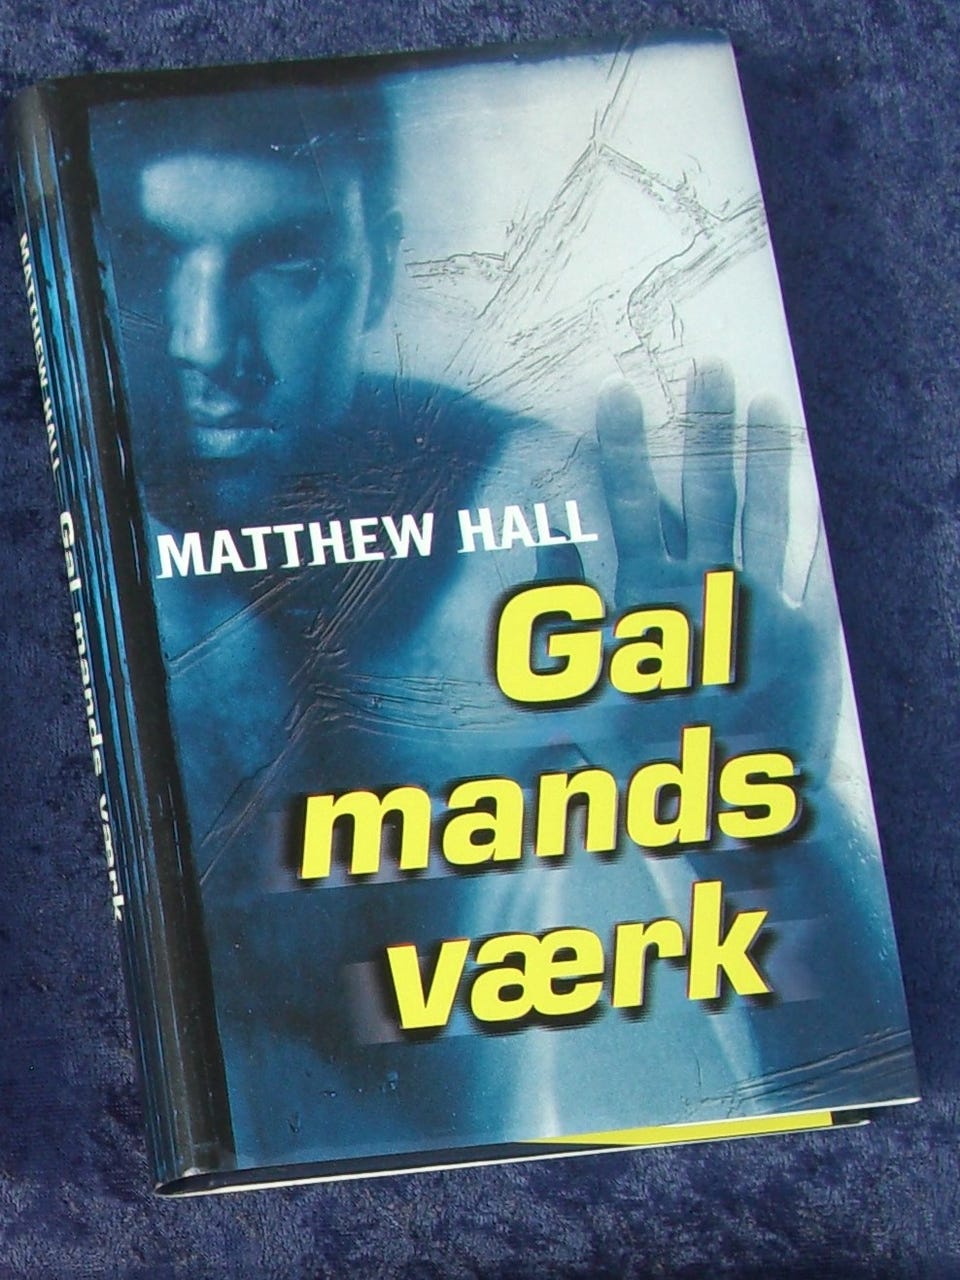 MATTHEW HALL
Gal
mands
værk
MATTHEW HALL Gal mands værk